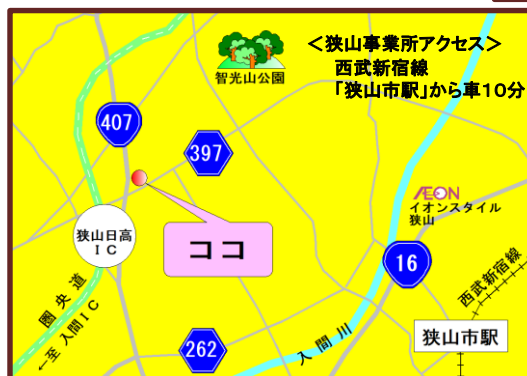 <狭山事業所アクセス>
西武新宿線
「狭山市駅」から車10分
智光山公園
407
397
ÆON
イオンスタイル
狭山
狭山日高
IC
ココ
16
西武新宿線
圏央道
←至 入間IC
262
入間川
狭山市駅